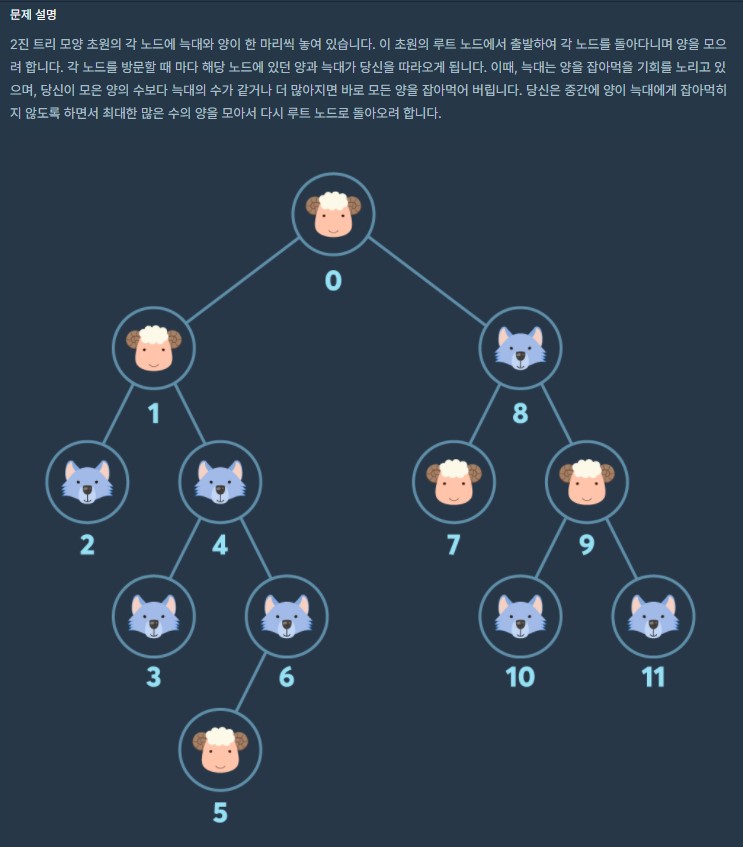 문제 설명
2진 트리 모양 초원의 각 노드에 늑대와 양이 한 마리씩 놓여 있습니다. 이 초원의 루트 노드에서 출발하여 각 노드를 돌아다니며 양을 모으
려 합니다. 각 노드를 방문할 때 마다 해당 노드에 있던 양과 늑대가 당신을 따라오게 됩니다. 이때, 늑대는 양을 잡아먹을 기회를 노리고 있
으며, 당신이 모은 양의 수보다 늑대의 수가 같거나 더 많아지면 바로 모든 양을 잡아먹어 버립니다. 당신은 중간에 양이 늑대에게 잡아먹히
지 않도록 하면서 최대한 많은 수의 양을 모아서 다시 루트 노드로 돌아오려 합니다.
0
1 8
2 4 7 9
3 6 10 11
5